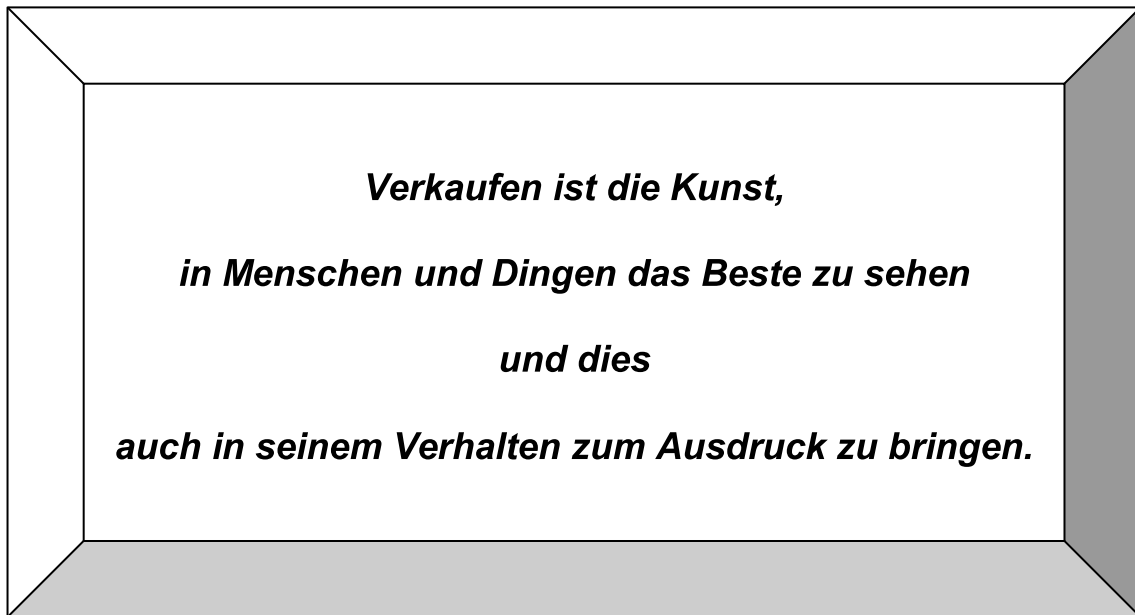 Verkaufen ist die Kunst,
in Menschen und Dingen das Beste zu sehen
und dies
auch in seinem Verhalten zum Ausdruck zu bringen.